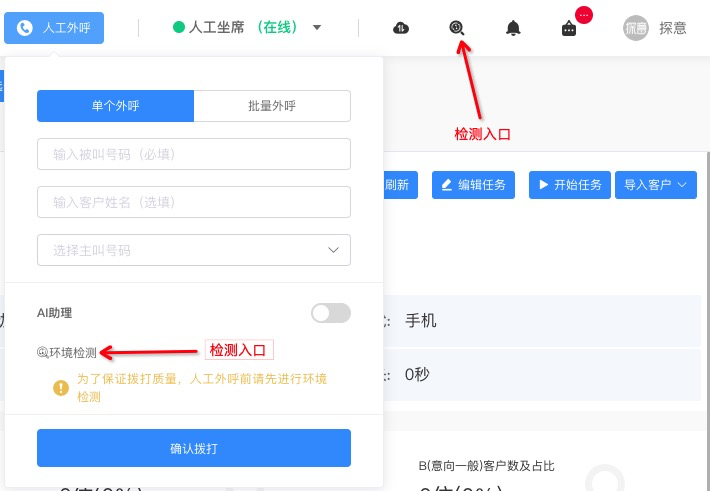 人工外呼
人工坐席 （在线）
探意
探意
检测入口
单个外呼
批量外呼
输入被叫号码（必填）
输入客户姓名（选填）
选择主叫号码
刷新
编辑任务
开始任务
导入客户
AI助理
手机
环境检测
检测入口
0秒
为了保证拨打质量，人工外呼前请先进行环境
检测
确认拨打
B(意向一般)客户数及占比